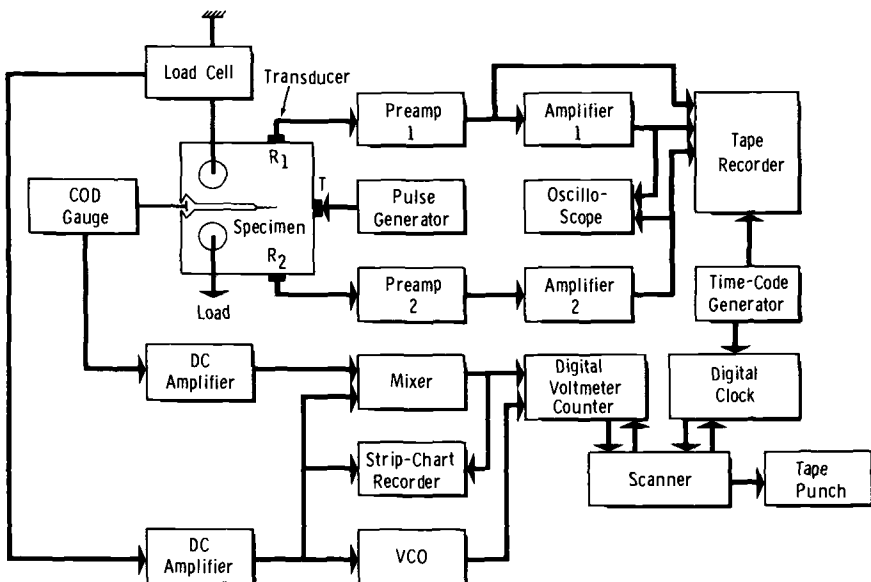 Load Cell
Transducer
Preamp
1
Amplifier
1
Tape
Recorder
R1
T
COD
Gauge
Pulse
Generator
Oscillo-
Scope
Specimen
R2
Load
Preamp
2
Amplifier
2
Time-Code
Generator
DC
Amplifier
Mixer
Digital
Voltmeter
Counter
Digital
Clock
Strip-Chart
Recorder
Scanner
Tape
Punch
DC
Amplifier
VCO